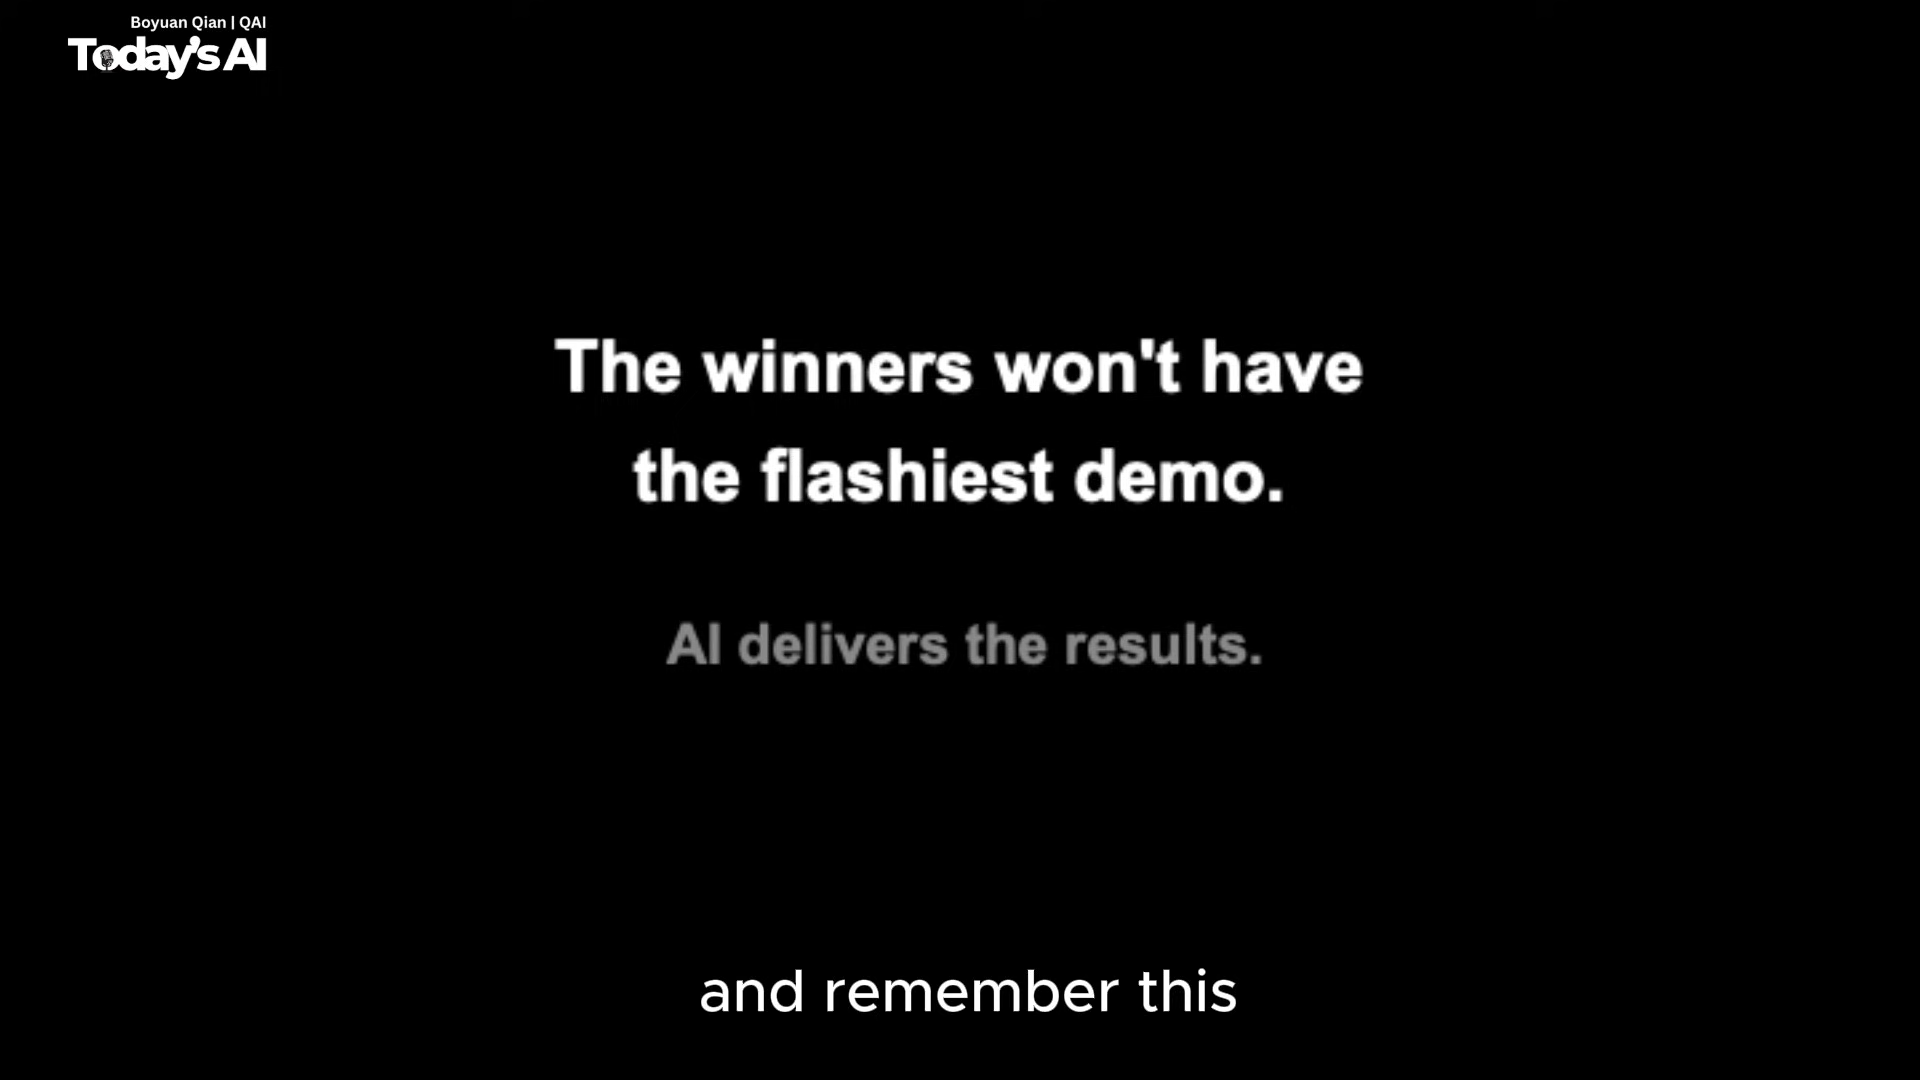 Boyuan Qian | QAI
Today's AI
The winners won't have
the flashiest demo.
AI delivers the results.
and remember this